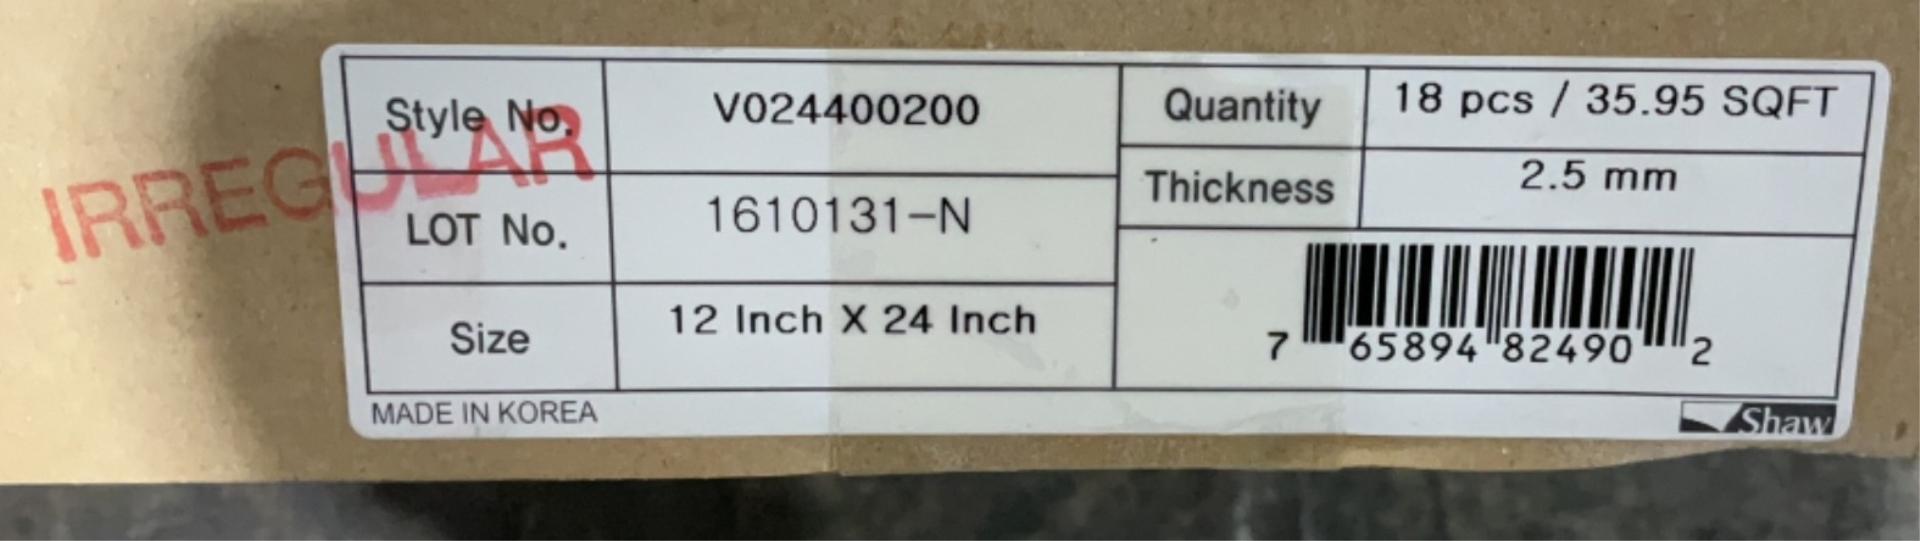 IRREGULAR
Style No. V024400200 Quantity 18 pcs / 35.95 SQFT
LOT No. 1610131-N Thickness 2.5 mm
Size 12 Inch X 24 Inch
7 65894 82490 2
MADE IN KOREA
Shaw